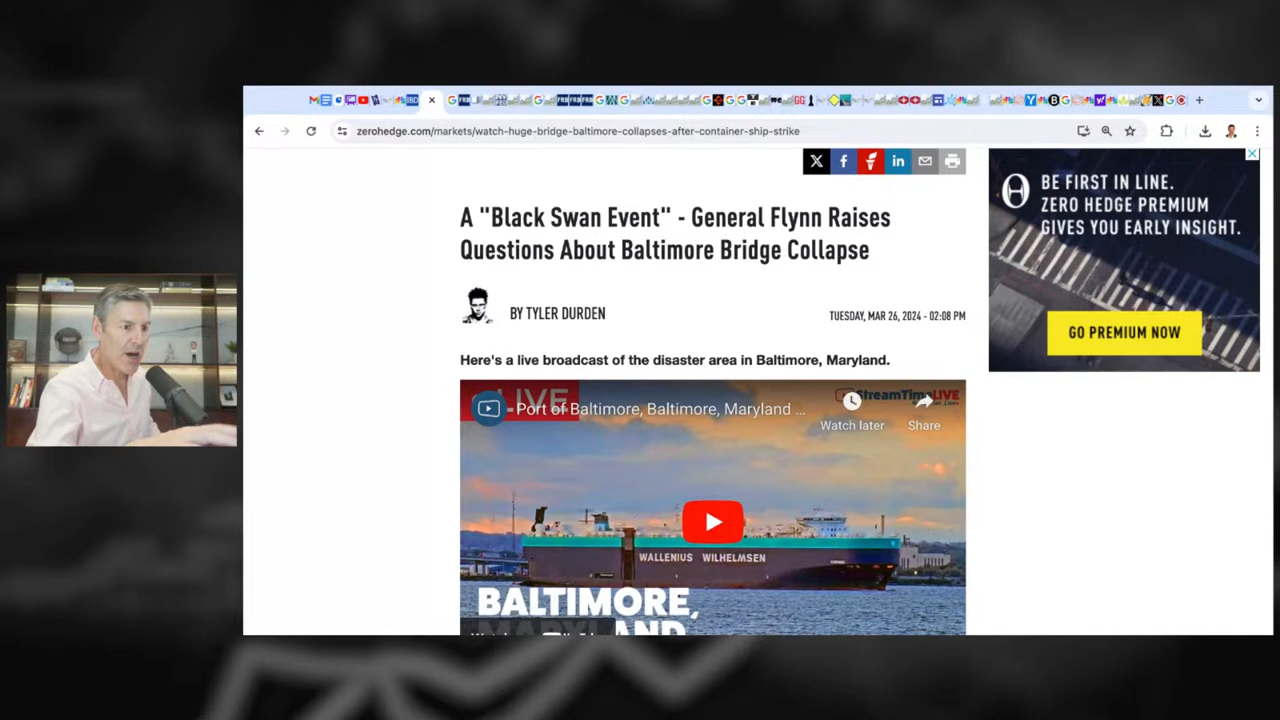 zerohedge.com/markets/watch-huge-bridge-baltimore-collapses-after-container-ship-strike
A "Black Swan Event" - General Flynn Raises
Questions About Baltimore Bridge Collapse
BY TYLER DURDEN
TUESDAY, MAR 26, 2024 - 02:08 PM
Here's a live broadcast of the disaster area in Baltimore, Maryland.
LIVE
Port of Baltimore, Baltimore, Maryland ...
StreamTimeLIVE
Watch later
Share
WALLENIUS WILHELMSEN
BALTIMORE,
MARYLAND
BE FIRST IN LINE.
ZERO HEDGE PREMIUM
GIVES YOU EARLY INSIGHT.
GO PREMIUM NOW